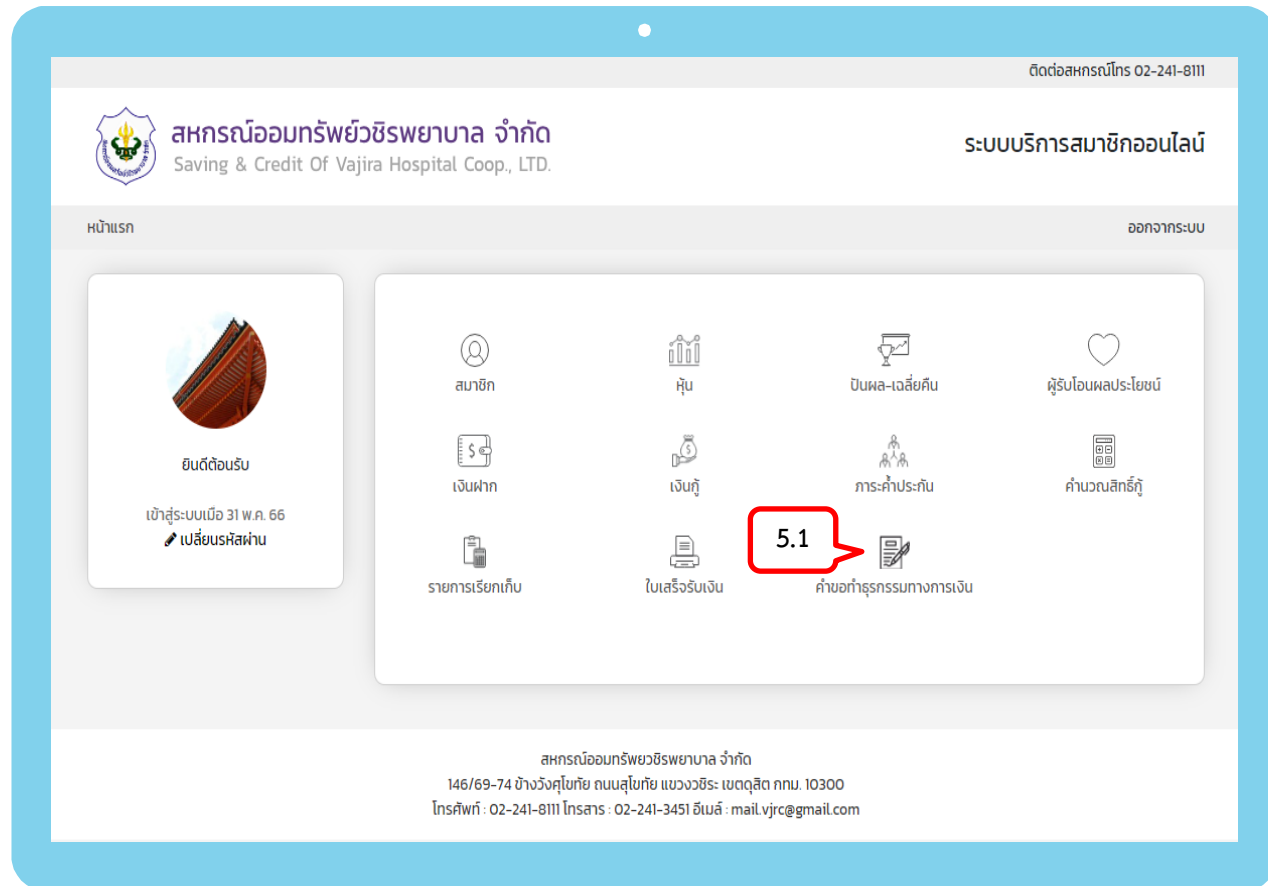 ติดต่อสหกรณ์โทร 02-241-8111
สหกรณ์ออมทรัพย์วชิรพยาบาล จำกัด
Saving & Credit Of Vajira Hospital Coop., LTD.
ระบบบริการสมาชิกออนไลน์
หน้าแรก
ออกจากระบบ
ยินดีต้อนรับ
เข้าสู่ระบบเมื่อ 31 พ.ค. 66
เปลี่ยนรหัสผ่าน
สมาชิก
หุ้น
ปันผล-เฉลี่ยคืน
ผู้รับโอนผลประโยชน์
เงินฝาก
เงินกู้
ภาระค้ำประกัน
คำนวณสิทธิ์กู้
5.1
รายการเรียกเก็บ
ใบเสร็จรับเงิน
คำขอทำธุรกรรมทางการเงิน
สหกรณ์ออมทรัพยวชิรพยาบาล จำกัด
146/69-74 ข้างวังศุโขทัย ถนนสุโขทัย แขวงวชิระ เขตดุสิต กทม. 10300
โทรศัพท์ : 02-241-8111 โทรสาร : 02-241-3451 อีเมล์ : mail.vjrc@gmail.com